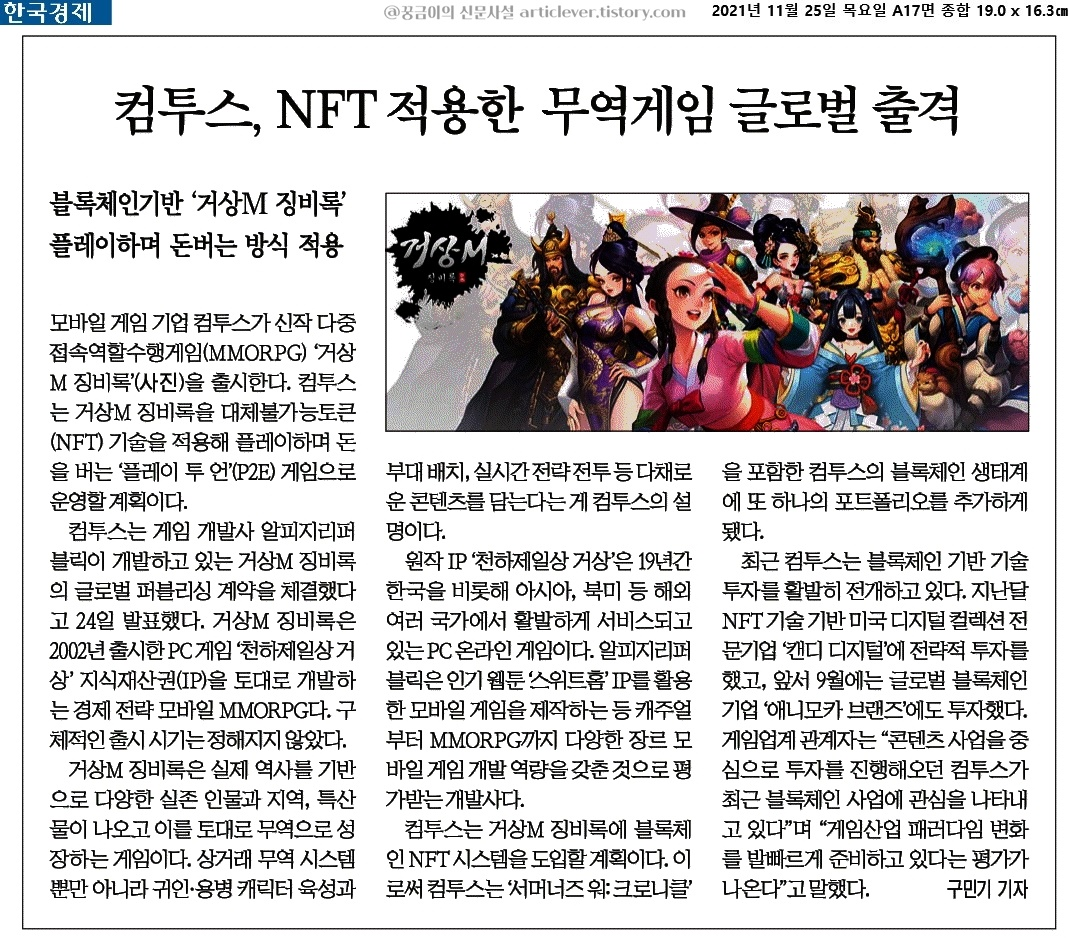 한국경제
@꿍금이의 신문사설 articlever.tistory.com
2021년 11월 25일 목요일 A17면 종합 19.0 x 16.3㎝
컴투스, NFT 적용한 무역게임 글로벌 출격
블록체인기반 ‘거상M 징비록’
플레이하며 돈버는 방식 적용
거상M
징비록
모바일 게임 기업 컴투스가 신작 다중
접속역할수행게임(MMORPG) ‘거상
M 징비록’(사진)을 출시한다. 컴투스
는 거상M 징비록을 대체불가능토큰
(NFT) 기술을 적용해 플레이하며 돈
을 버는 ‘플레이 투 언’(P2E) 게임으로
운영할 계획이다.
컴투스는 게임 개발사 알피지리퍼
블릭이 개발하고 있는 거상M 징비록
의 글로벌 퍼블리싱 계약을 체결했다
고 24일 발표했다. 거상M 징비록은
2002년 출시한 PC 게임 ‘천하제일상 거
상’ 지식재산권(IP)을 토대로 개발하
는 경제 전략 모바일 MMORPG다. 구
체적인 출시 시기는 정해지지 않았다.
거상M 징비록은 실제 역사를 기반
으로 다양한 실존 인물과 지역, 특산
물이 나오고 이를 토대로 무역으로 성
장하는 게임이다. 상거래 무역 시스템
뿐만 아니라 귀인·용병 캐릭터 육성과
부대 배치, 실시간 전략 전투 등 다채로
운 콘텐츠를 담는다는 게 컴투스의 설
명이다.
원작 IP ‘천하제일상 거상’은 19년간
한국을 비롯해 아시아, 북미 등 해외
여러 국가에서 활발하게 서비스되고
있는 PC 온라인 게임이다. 알피지리퍼
블릭은 인기 웹툰 ‘스위트홈’ IP를 활용
한 모바일 게임을 제작하는 등 캐주얼
부터 MMORPG까지 다양한 장르 모
바일 게임 개발 역량을 갖춘 것으로 평
가받는 개발사다.
컴투스는 거상M 징비록에 블록체
인 NFT 시스템을 도입할 계획이다. 이
로써 컴투스는 ‘서머너즈 워: 크로니클’
을 포함한 컴투스의 블록체인 생태계
에 또 하나의 포트폴리오를 추가하게
됐다.
최근 컴투스는 블록체인 기반 기술
투자를 활발히 전개하고 있다. 지난달
NFT 기술 기반 미국 디지털 컬렉션 전
문기업 ‘캔디 디지털’에 전략적 투자를
했고, 앞서 9월에는 글로벌 블록체인
기업 ‘애니모카 브랜즈’에도 투자했다.
게임업계 관계자는 “콘텐츠 사업을 중
심으로 투자를 진행해오던 컴투스가
최근 블록체인 사업에 관심을 나타내
고 있다”며 “게임산업 패러다임 변화
를 발빠르게 준비하고 있다는 평가가
나온다”고 말했다. 구민기 기자